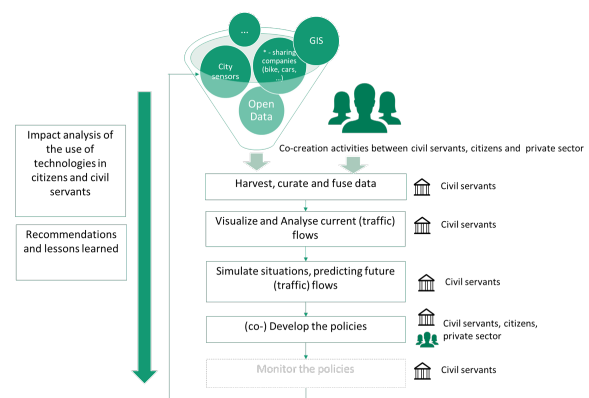 ...
GIS
* - sharing
companies
(bike, cars,
...)
City
sensors
Open
Data
Co-creation activities between civil servants, citizens and private sector
Impact analysis of
the use of
technologies in
citizens and civil
servants
Recommendations
and lessons learned
Harvest, curate and fuse data
Civil servants
Visualize and Analyse current (traffic)
flows
Civil servants
Simulate situations, predicting future
(traffic) flows
Civil servants
(co-) Develop the policies
Civil servants, citizens,
private sector
Monitor the policies
Civil servants